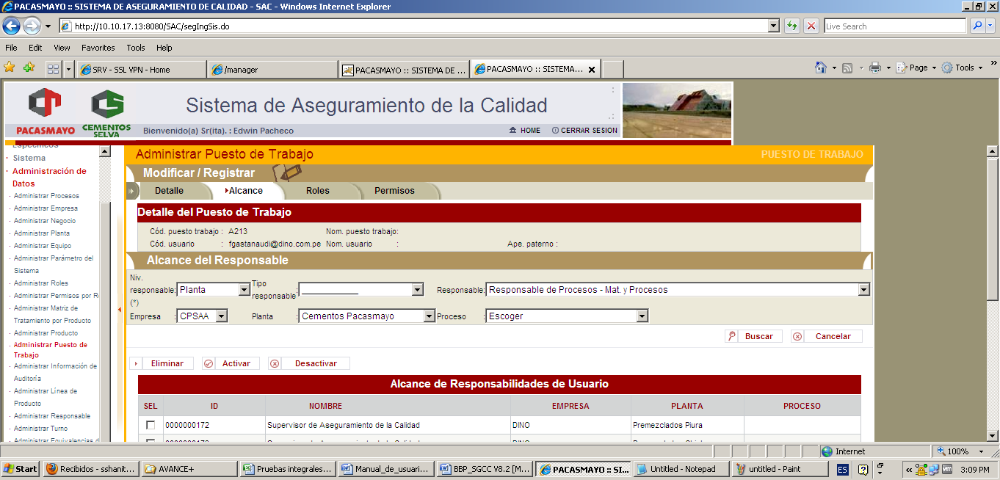 PACASMAYO :: SISTEMA DE ASEGURAMIENTO DE CALIDAD - SAC - Windows Internet Explorer
http://10.10.17.13:8080/SAC/segIngSis.do
Live Search
File Edit View Favorites Tools Help
SRV - SSL VPN - Home
/manager
PACASMAYO :: SISTEMA DE ...
PACASMAYO :: SISTEMA...
Page
Tools
PACASMAYO
CEMENTOS SELVA
Sistema de Aseguramiento de la Calidad
Bienvenido(a) Sr(ita). : Edwin Pacheco
HOME
CERRAR SESION
Específicos
Sistema
Administración de
Datos
Administrar Procesos
Administrar Empresa
Administrar Negocio
Administrar Planta
Administrar Equipo
Administrar Parámetro del
Sistema
Administrar Roles
Administrar Permisos por R
Administrar Matriz de
Tratamiento por Producto
Administrar Producto
Administrar Puesto de
Trabajo
Administrar Información de
Auditoría
Administrar Línea de
Producto
Administrar Responsable
Administrar Turno
Administrar Equivalencias d
Administrar Puesto de Trabajo
PUESTO DE TRABAJO
Modificar / Registrar
Detalle Alcance Roles Permisos
Detalle del Puesto de Trabajo
Cód. puesto trabajo : A213 Nom. puesto trabajo:
Cód. usuario : fgastanaudi@dino.com.pe Nom. usuario : Ape. paterno :
Alcance del Responsable
Niv. responsable: (*) Planta Tipo responsable : ____________ Responsable: Responsable de Procesos - Mat. y Procesos
Empresa : CPSAA Planta : Cementos Pacasmayo Proceso : Escoger
Buscar Cancelar
Eliminar Activar Desactivar
Alcance de Responsabilidades de Usuario
SEL ID NOMBRE EMPRESA PLANTA PROCESO
0000000172 Supervisor de Aseguramiento de la Calidad DINO Premezclados Piura
Internet
100%
Start
Recibidos - sshanit...
AVANCE+
Pruebas integrales...
Manual_de_usuari...
BBP_SGCC V8.2 [M...
PACASMAYO :: SI...
Untitled - Notepad
untitled - Paint
ES
3:09 PM